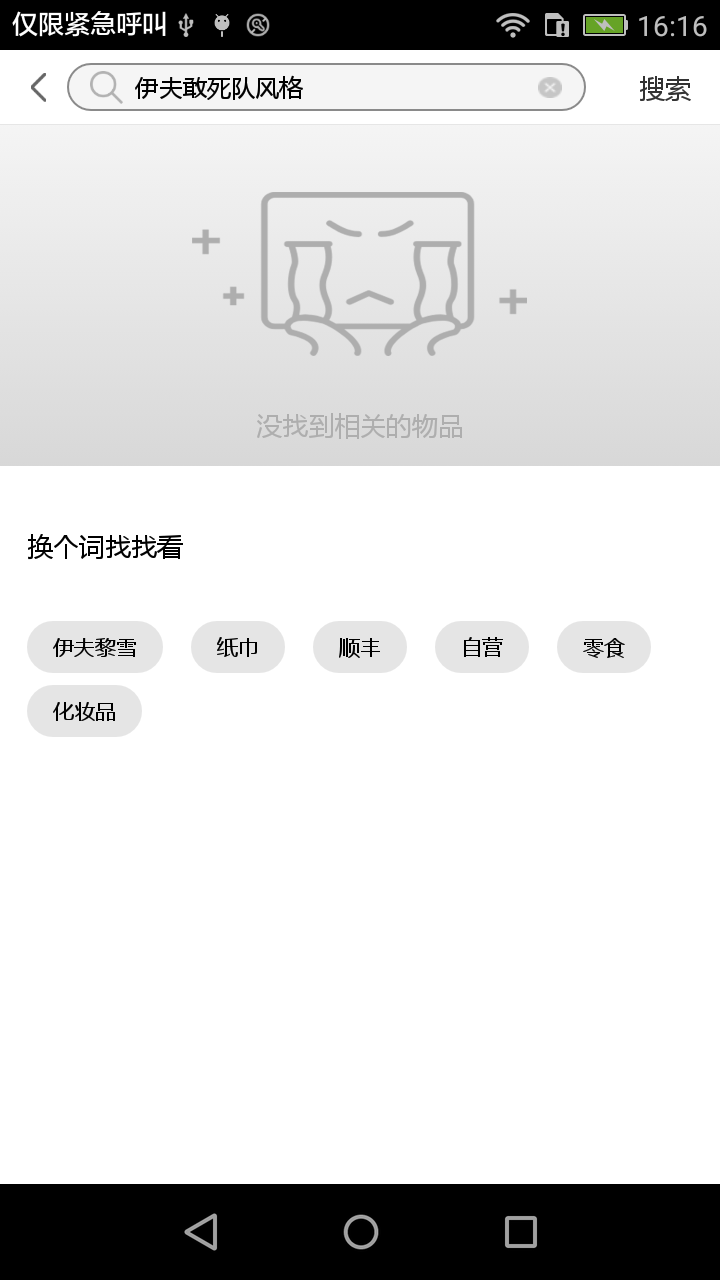 仅限紧急呼叫 16:16
伊夫敢死队风格 搜索
没找到相关的物品
换个词找找看
伊夫黎雪 纸巾 顺丰 自营 零食
化妆品